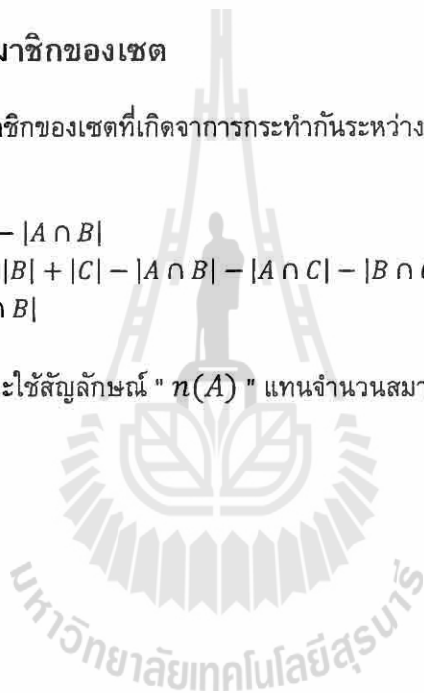 มาชิกของเซต
าชิกของเซตที่เกิดจาการกระทำกันระหว่าง
− |A ∩ B|
|B| + |C| − |A ∩ B| − |A ∩ C| − |B ∩
∩ B|
ะใช้สัญลักษณ์ " n(A) " แทนจำนวนสมา
มหาวิทยาลัยเทคโนโลยีสุรนารี